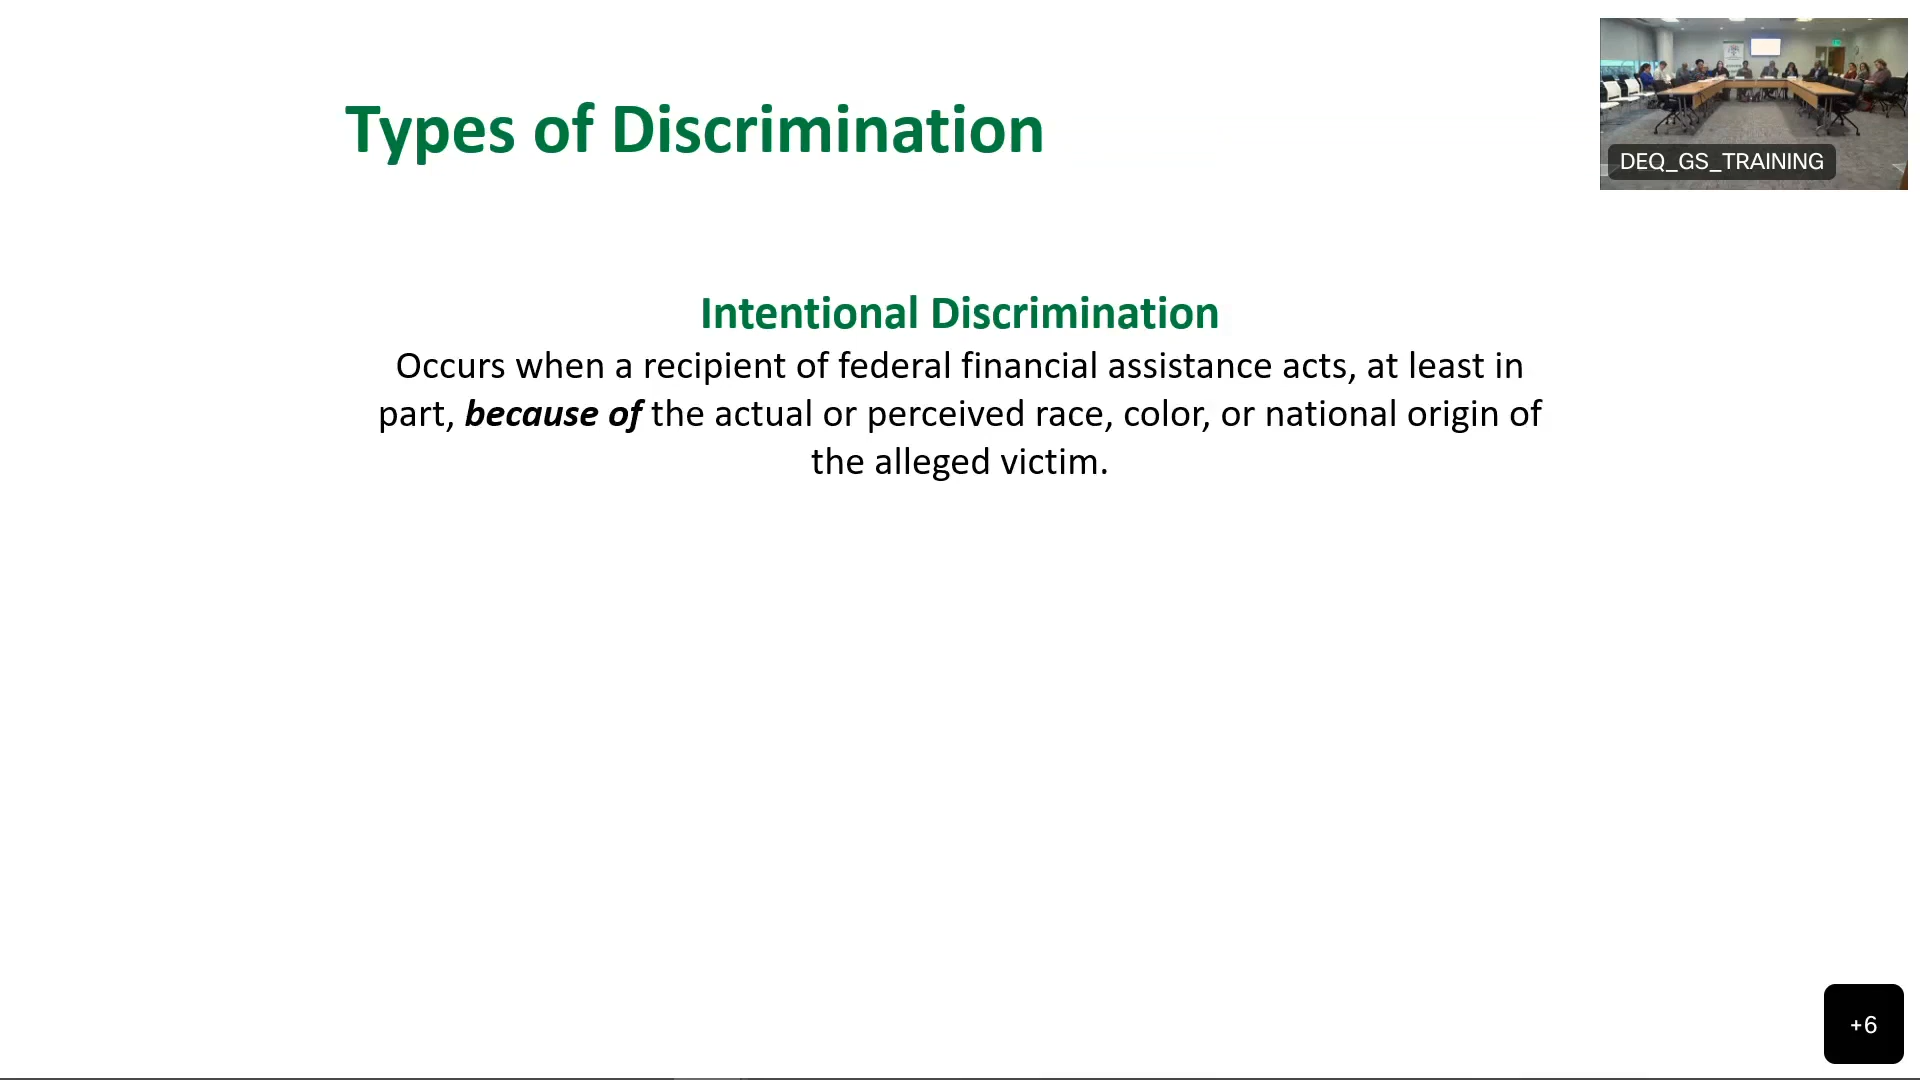 Types of Discrimination
DEQ_GS_TRAINING
Intentional Discrimination
Occurs when a recipient of federal financial assistance acts, at least in
part, because of the actual or perceived race, color, or national origin of
the alleged victim.
+6